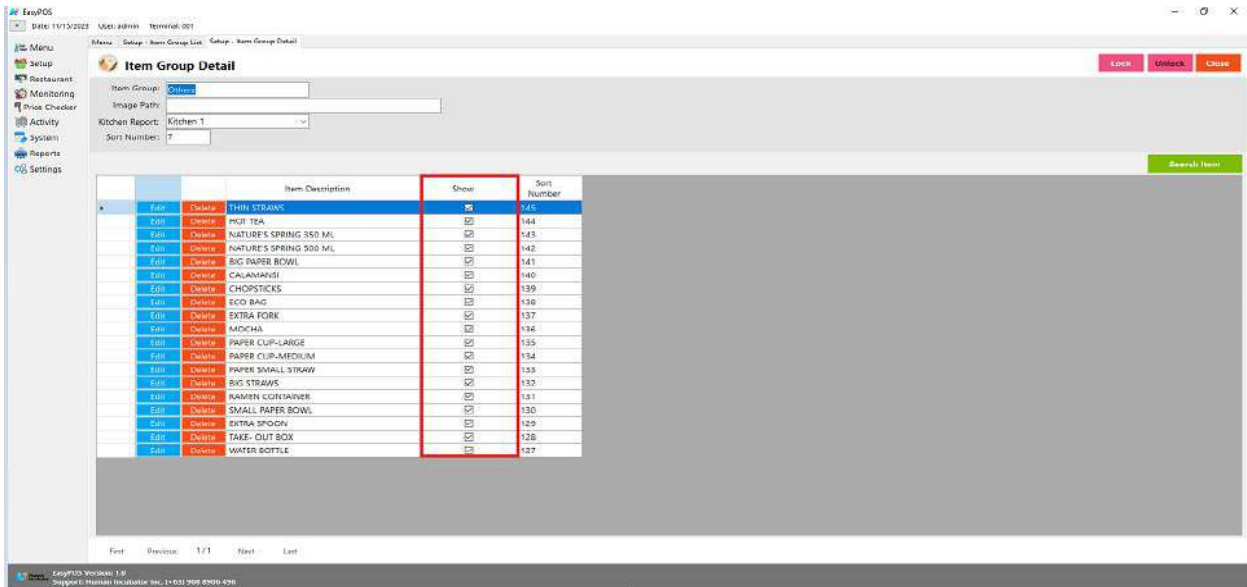 EasyPOS
Date: 11/15/2023 User: admin Terminal: 001
Menu Setup - Item Group List Setup - Item Group Detail
Menu
Setup
Restaurant
Monitoring
Price Checker
Activity
System
Reports
Settings
Item Group Detail
Lock Unlock Close
Item Group: Others
Image Path:
Kitchen Report: Kitchen 1
Sort Number: 7
Search Item
Item Description Show Sort Number
Edit Delete THIN STRAWS 145
Edit Delete HOT TEA 144
Edit Delete NATURE'S SPRING 350 ML 143
Edit Delete NATURE'S SPRING 500 ML 142
Edit Delete BIG PAPER BOWL 141
Edit Delete CALAMANSI 140
Edit Delete CHOPSTICKS 139
Edit Delete ECO BAG 138
Edit Delete EXTRA FORK 137
Edit Delete MOCHA 136
Edit Delete PAPER CUP-LARGE 135
Edit Delete PAPER CUP-MEDIUM 134
Edit Delete PAPER SMALL STRAW 133
Edit Delete BIG STRAWS 132
Edit Delete RAMEN CONTAINER 131
Edit Delete SMALL PAPER BOWL 130
Edit Delete EXTRA SPOON 129
Edit Delete TAKE- OUT BOX 128
Edit Delete WATER BOTTLE 127
First Previous 1/1 Next Last
EasyPOS Version: 1.0
Support: Human Incubator Inc.